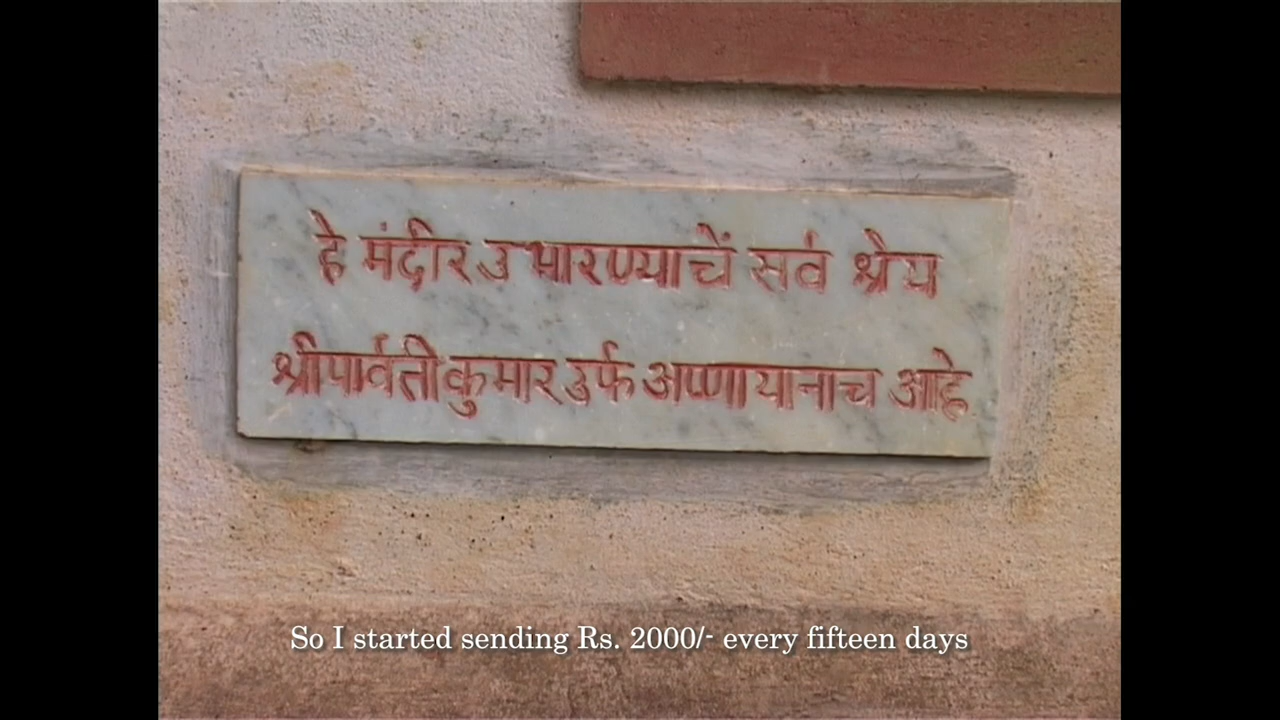 हे मंदीर उभारण्याचें सर्व श्रेय
श्रीपार्वतीकुमार उर्फ अण्णा यानाच आहे
So I started sending Rs. 2000/- every fifteen days